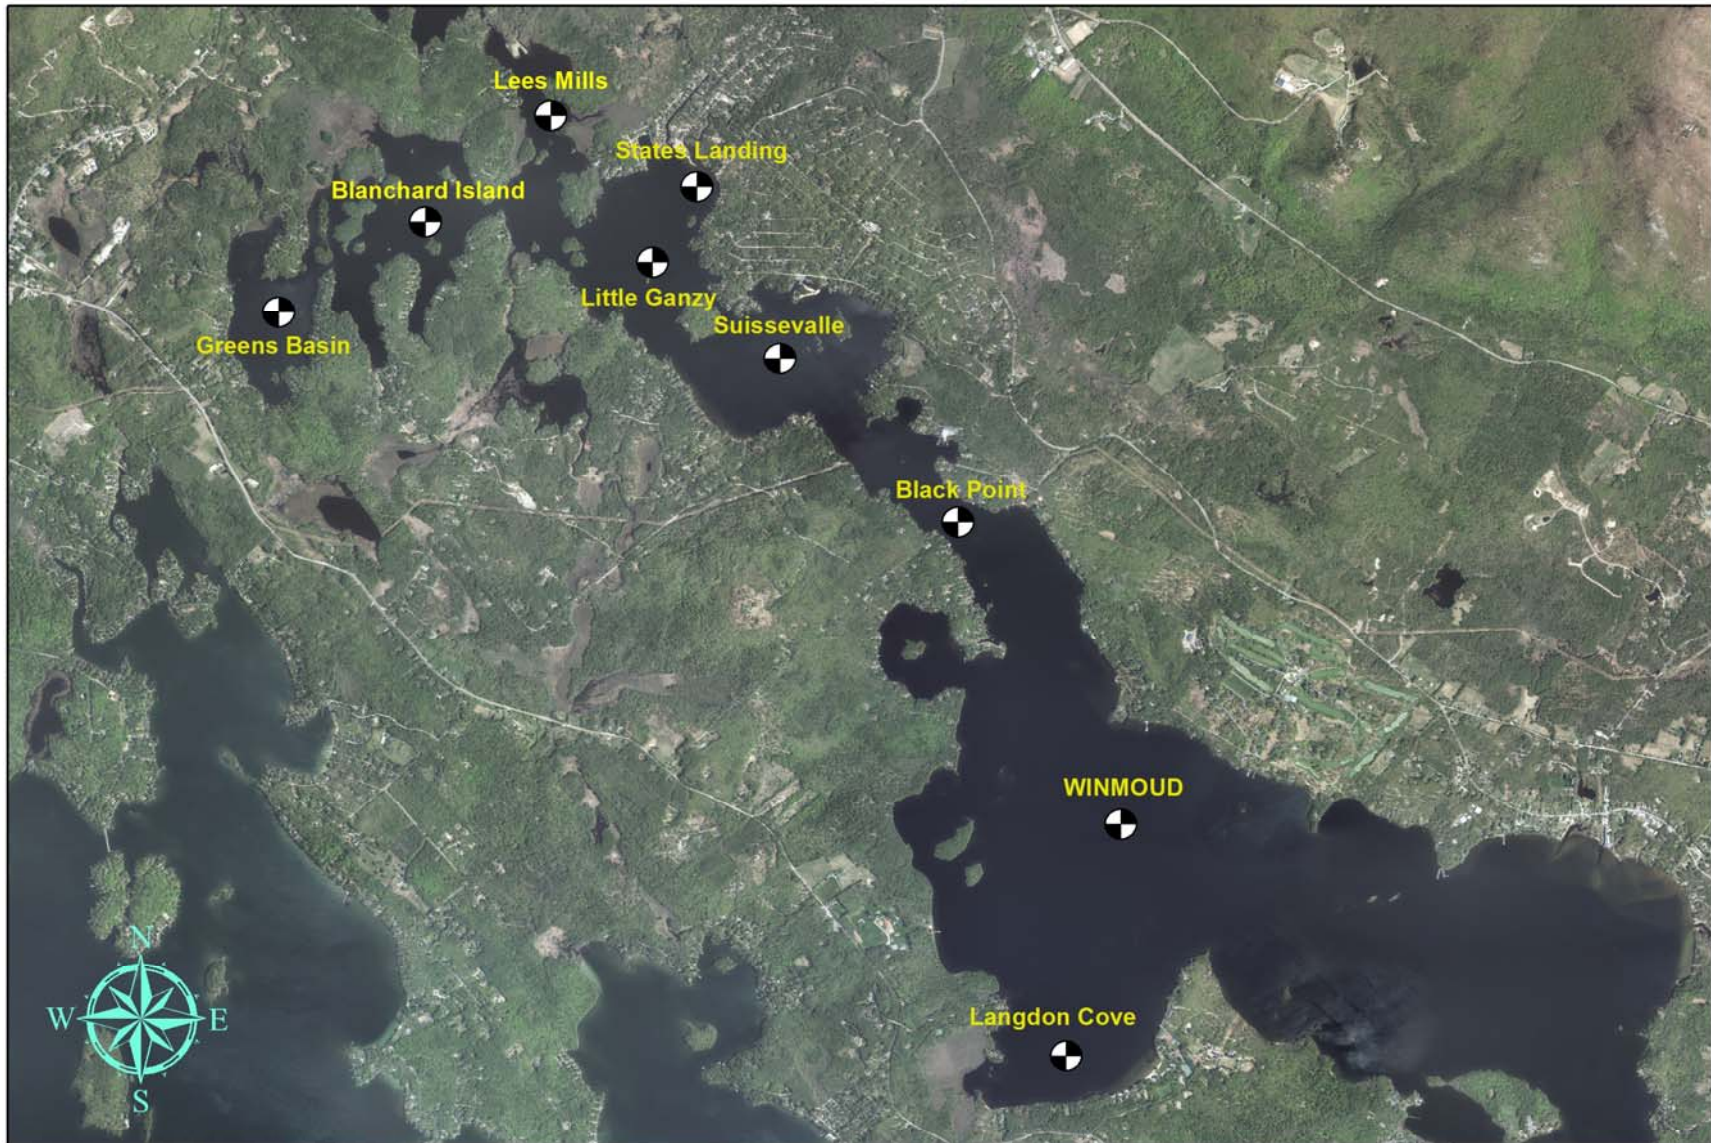 Lees Mills
States Landing
Blanchard Island
Little Ganzy
Suissevalle
Greens Basin
Black Point
WINMOUD
N
W
E
S
Langdon Cove